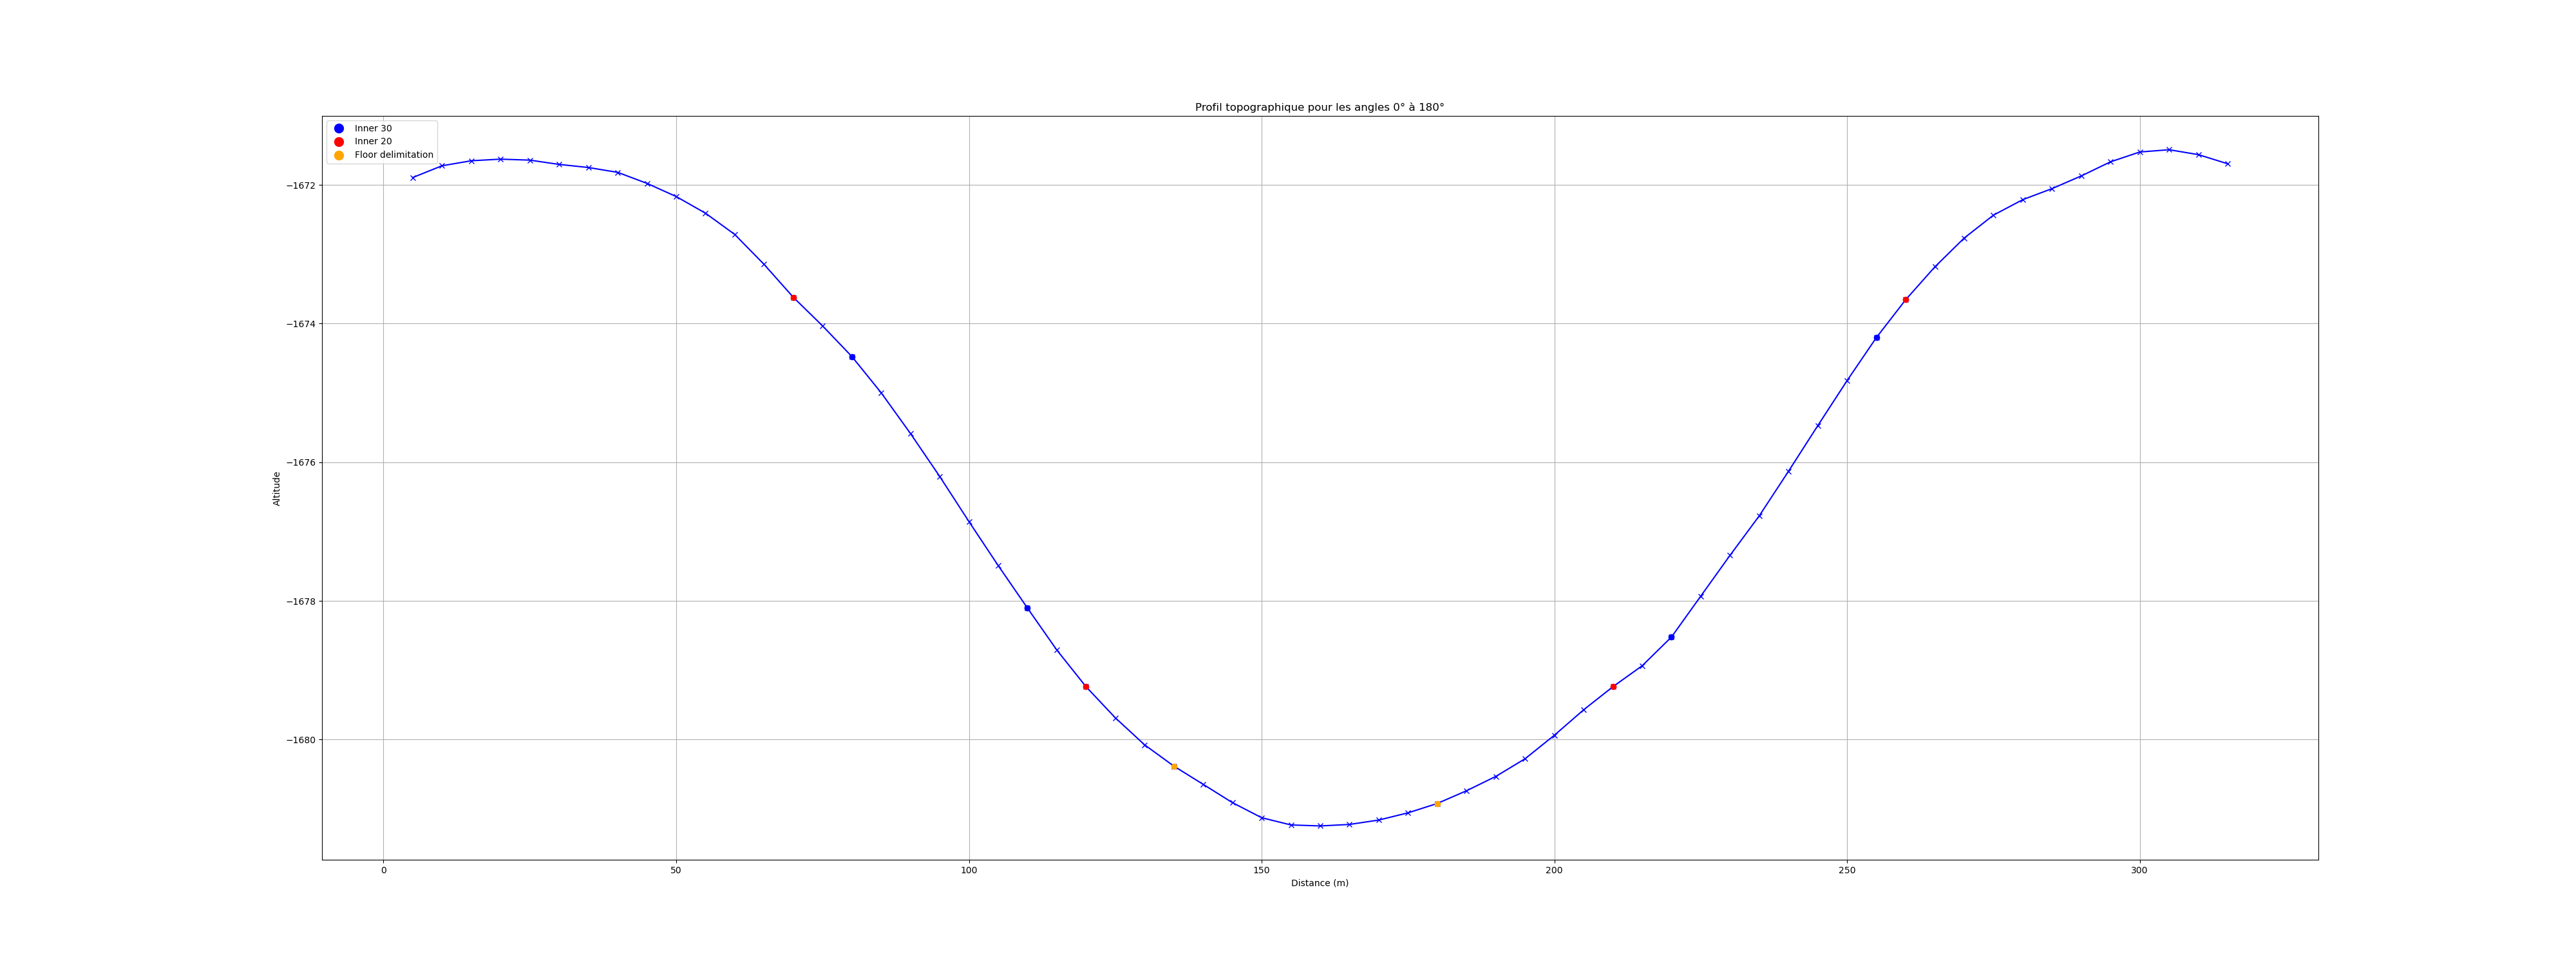 Profil topographique pour les angles 0° à 180°
Inner 30
Inner 20
Floor delimitation
−1672
−1674
−1676
−1678
−1680
Altitude
0 50 100 150 200 250 300
Distance (m)